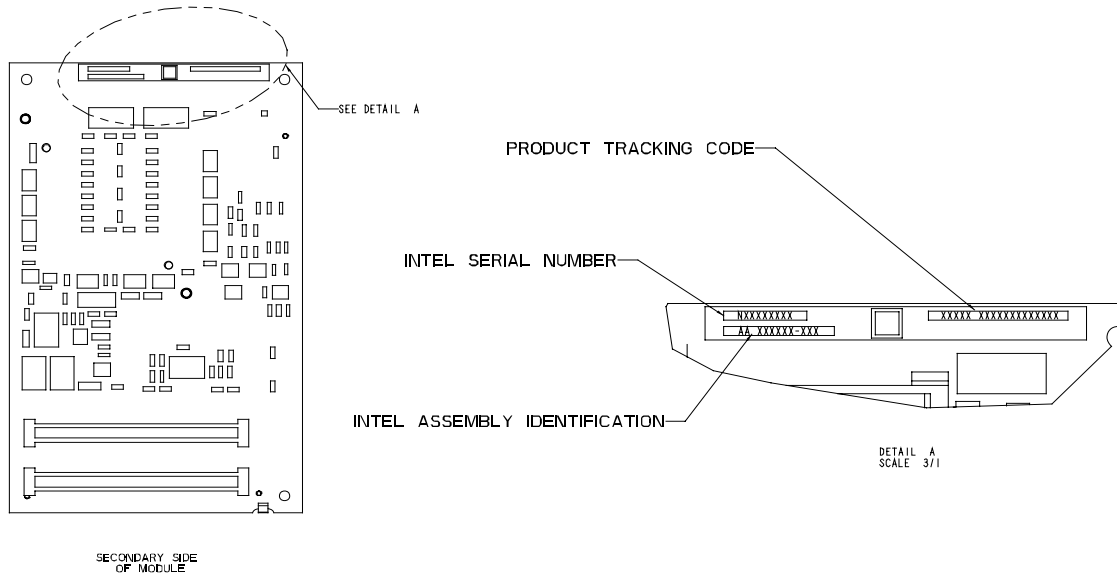 SEE DETAIL A
PRODUCT TRACKING CODE
INTEL SERIAL NUMBER
NXXXXXXXX
XXXXX XXXXXXXXXXXXX
AA XXXXXX-XXX
INTEL ASSEMBLY IDENTIFICATION
DETAIL A
SCALE 3/1
SECONDARY SIDE
OF MODULE